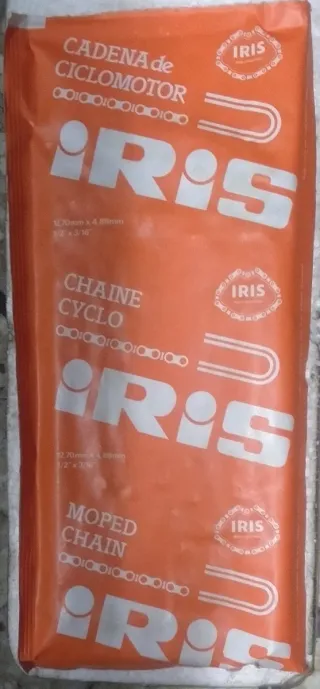 CADENA de
CICLOMOTOR
IRIS
iRiS
12,70mm x 4,88mm
1/2" x 3/16"
CHAINE
CYCLO
IRIS
iRiS
12,70mm x 4,88mm
1/2" x 3/16"
MOPED
CHAIN
IRIS
iRiS